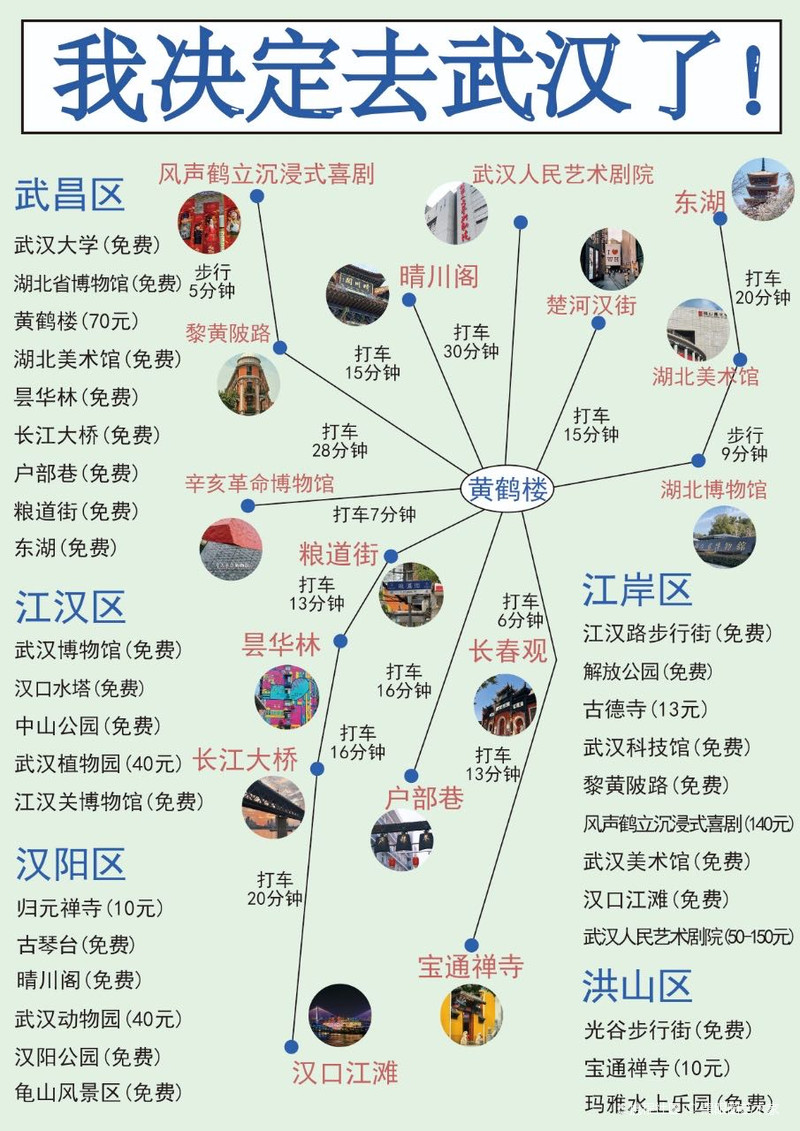 我决定去武汉了!
武昌区
武汉大学(免费)
湖北省博物馆(免费)
黄鹤楼(70元)
湖北美术馆(免费)
昙华林(免费)
长江大桥(免费)
户部巷(免费)
粮道街(免费)
东湖(免费)
江汉区
武汉博物馆(免费)
汉口水塔(免费)
中山公园(免费)
武汉植物园(40元)
江汉关博物馆(免费)
汉阳区
归元禅寺(10元)
古琴台(免费)
晴川阁(免费)
武汉动物园(40元)
汉阳公园(免费)
龟山风景区(免费)
风声鹤立沉浸式喜剧
步行
5分钟
黎黄陂路
打车
28分钟
晴川阁
打车
15分钟
武汉人民艺术剧院
打车
30分钟
楚河汉街
打车
15分钟
东湖
打车
20分钟
湖北美术馆
步行
9分钟
湖北博物馆
黄鹤楼
辛亥革命博物馆
打车7分钟
粮道街
打车
13分钟
昙华林
打车
16分钟
长江大桥
打车
20分钟
汉口江滩
打车
16分钟
户部巷
打车
6分钟
长春观
打车
13分钟
宝通禅寺
江岸区
江汉路步行街(免费)
解放公园(免费)
古德寺(13元)
武汉科技馆(免费)
黎黄陂路(免费)
风声鹤立沉浸式喜剧(140元)
武汉美术馆(免费)
汉口江滩(免费)
武汉人民艺术剧院(50-150元)
洪山区
光谷步行街(免费)
宝通禅寺(10元)
玛雅水上乐园(免费)